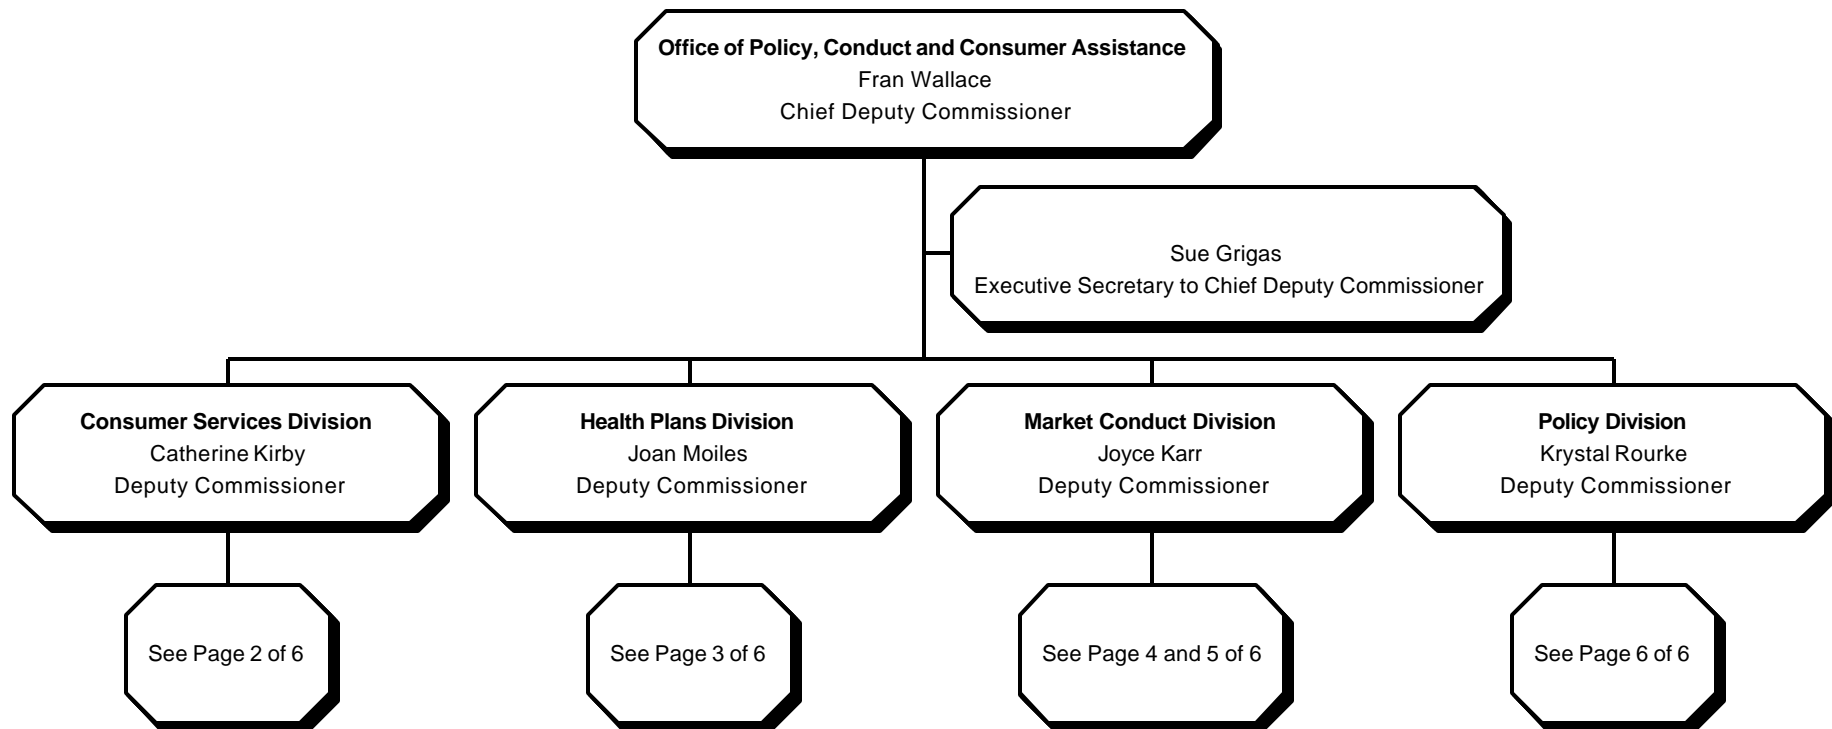 Office of Policy, Conduct and Consumer Assistance
Fran Wallace
Chief Deputy Commissioner
Sue Grigas
Executive Secretary to Chief Deputy Commissioner
Consumer Services Division
Catherine Kirby
Deputy Commissioner
Health Plans Division
Joan Moiles
Deputy Commissioner
Market Conduct Division
Joyce Karr
Deputy Commissioner
Policy Division
Krystal Rourke
Deputy Commissioner
See Page 2 of 6
See Page 3 of 6
See Page 4 and 5 of 6
See Page 6 of 6